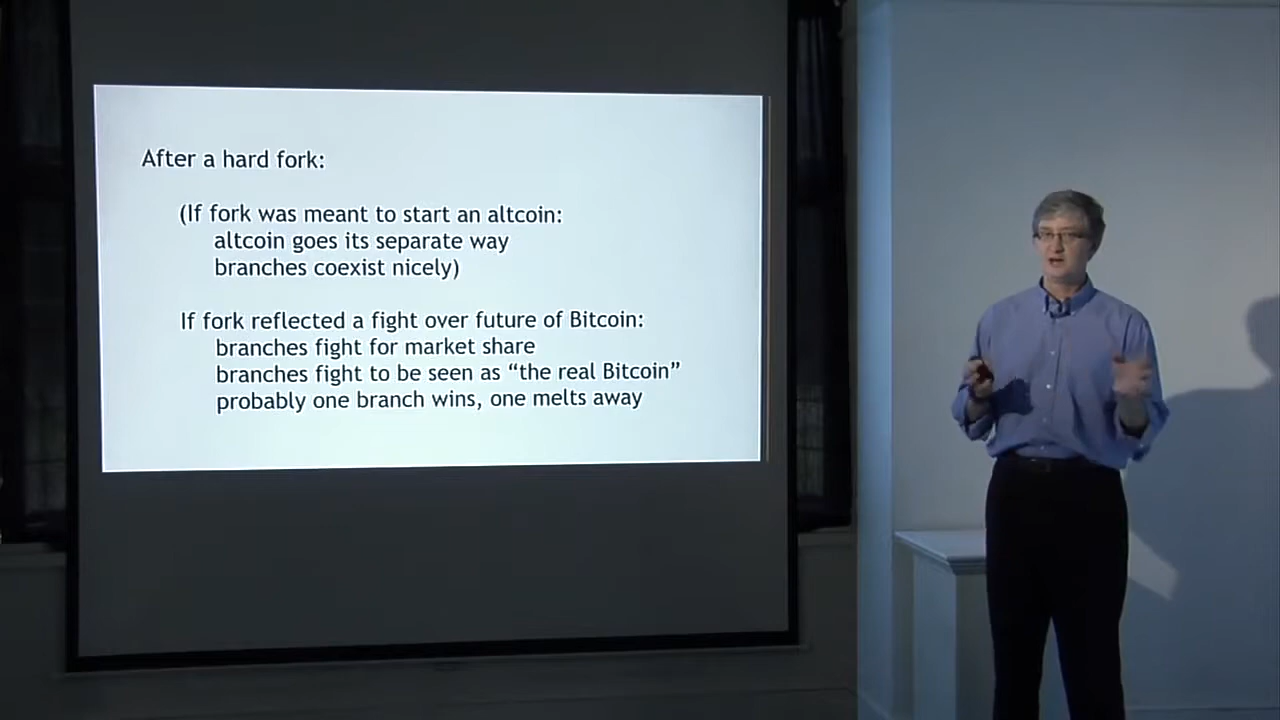 After a hard fork:
(If fork was meant to start an altcoin:
altcoin goes its separate way
branches coexist nicely)
If fork reflected a fight over future of Bitcoin:
branches fight for market share
branches fight to be seen as “the real Bitcoin”
probably one branch wins, one melts away